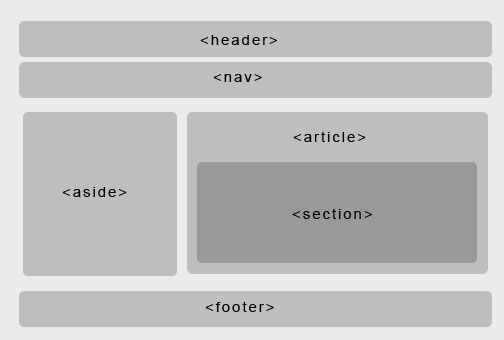 <header>
<nav>
<article>
<aside>
<section>
<footer>